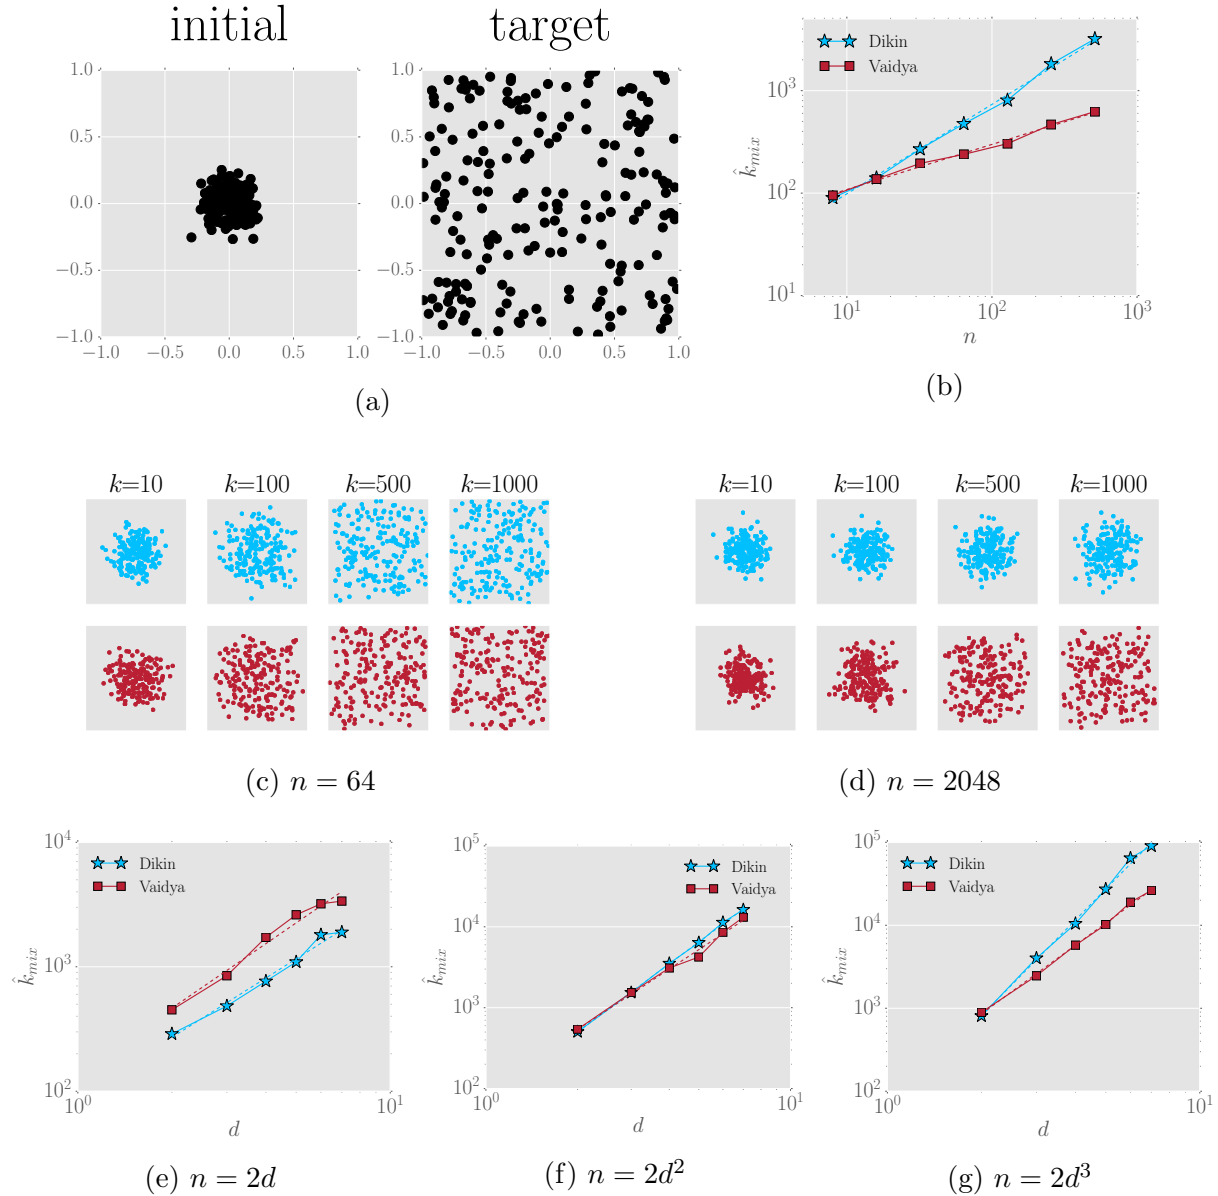 initial target
1.0
0.5
0.0
−0.5
−1.0
−1.0 −0.5 0.0 0.5 1.0
1.0
0.5
0.0
−0.5
−1.0
−1.0 −0.5 0.0 0.5 1.0
(a)
Dikin
Vaidya
10³
10²
10¹
10¹ 10² 10³
k̂mix
n
(b)
k=10 k=100 k=500 k=1000
(c) n = 64
k=10 k=100 k=500 k=1000
(d) n = 2048
Dikin
Vaidya
10⁴
10³
10²
10⁰ 10¹
k̂mix
d
(e) n = 2d
Dikin
Vaidya
10⁵
10⁴
10³
10²
10⁰ 10¹
k̂mix
d
(f) n = 2d²
Dikin
Vaidya
10⁵
10⁴
10³
10²
10⁰ 10¹
k̂mix
d
(g) n = 2d³